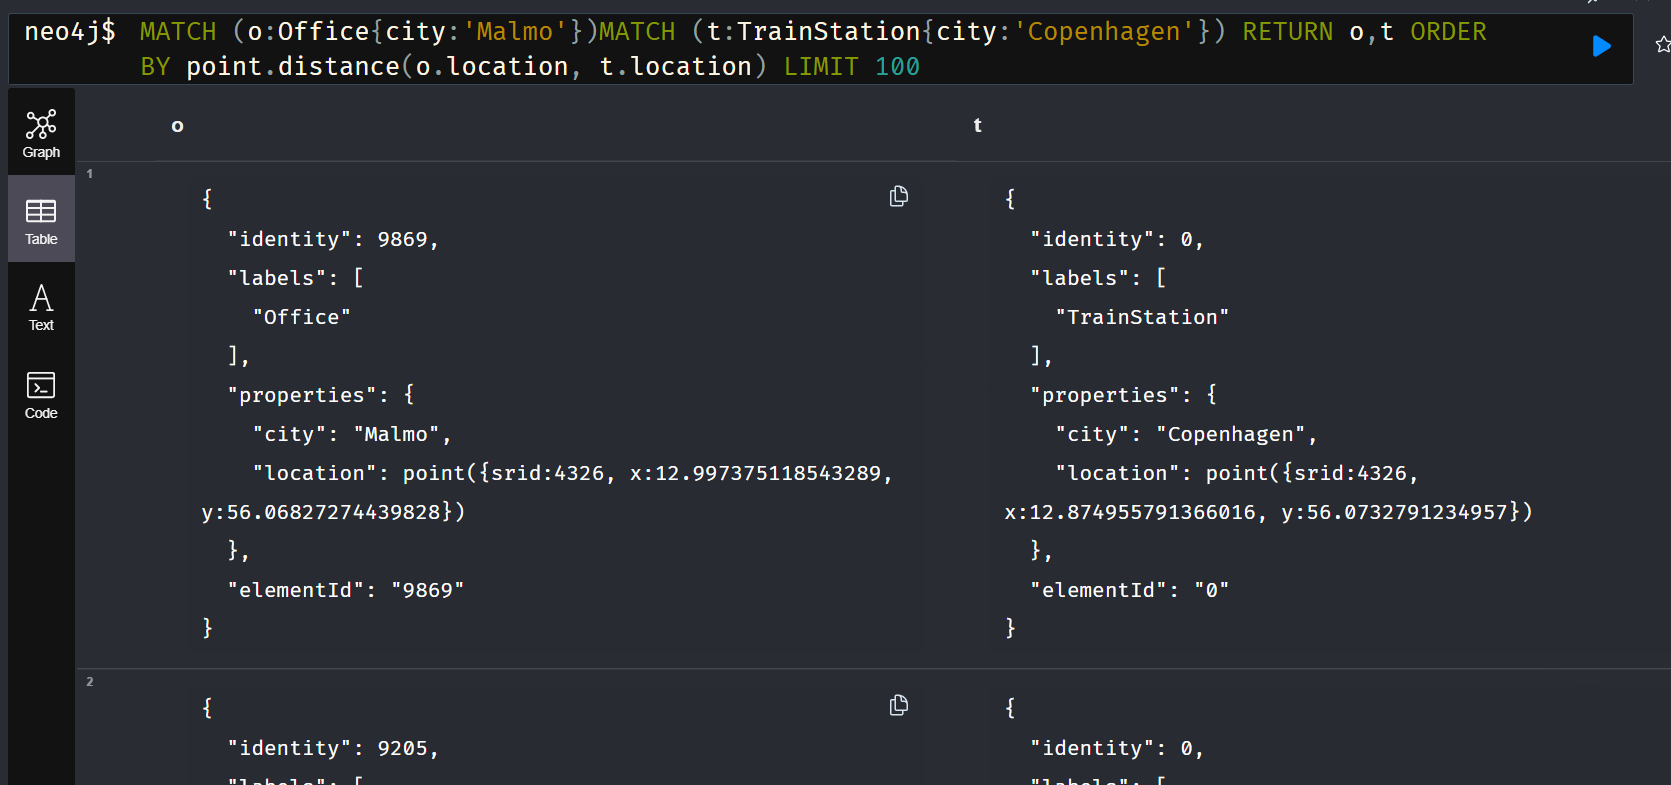 neo4j$ MATCH (o:Office{city:'Malmo'})MATCH (t:TrainStation{city:'Copenhagen'}) RETURN o,t ORDER
BY point.distance(o.location, t.location) LIMIT 100
Graph
Table
Text
Code
o
t
1
{
"identity": 9869,
"labels": [
"Office"
],
"properties": {
"city": "Malmo",
"location": point({srid:4326, x:12.997375118543289,
y:56.06827274439828})
},
"elementId": "9869"
}
{
"identity": 0,
"labels": [
"TrainStation"
],
"properties": {
"city": "Copenhagen",
"location": point({srid:4326,
x:12.874955791366016, y:56.0732791234957})
},
"elementId": "0"
}
2
{
"identity": 9205,
"labels": [
{
"identity": 0,
"labels": [